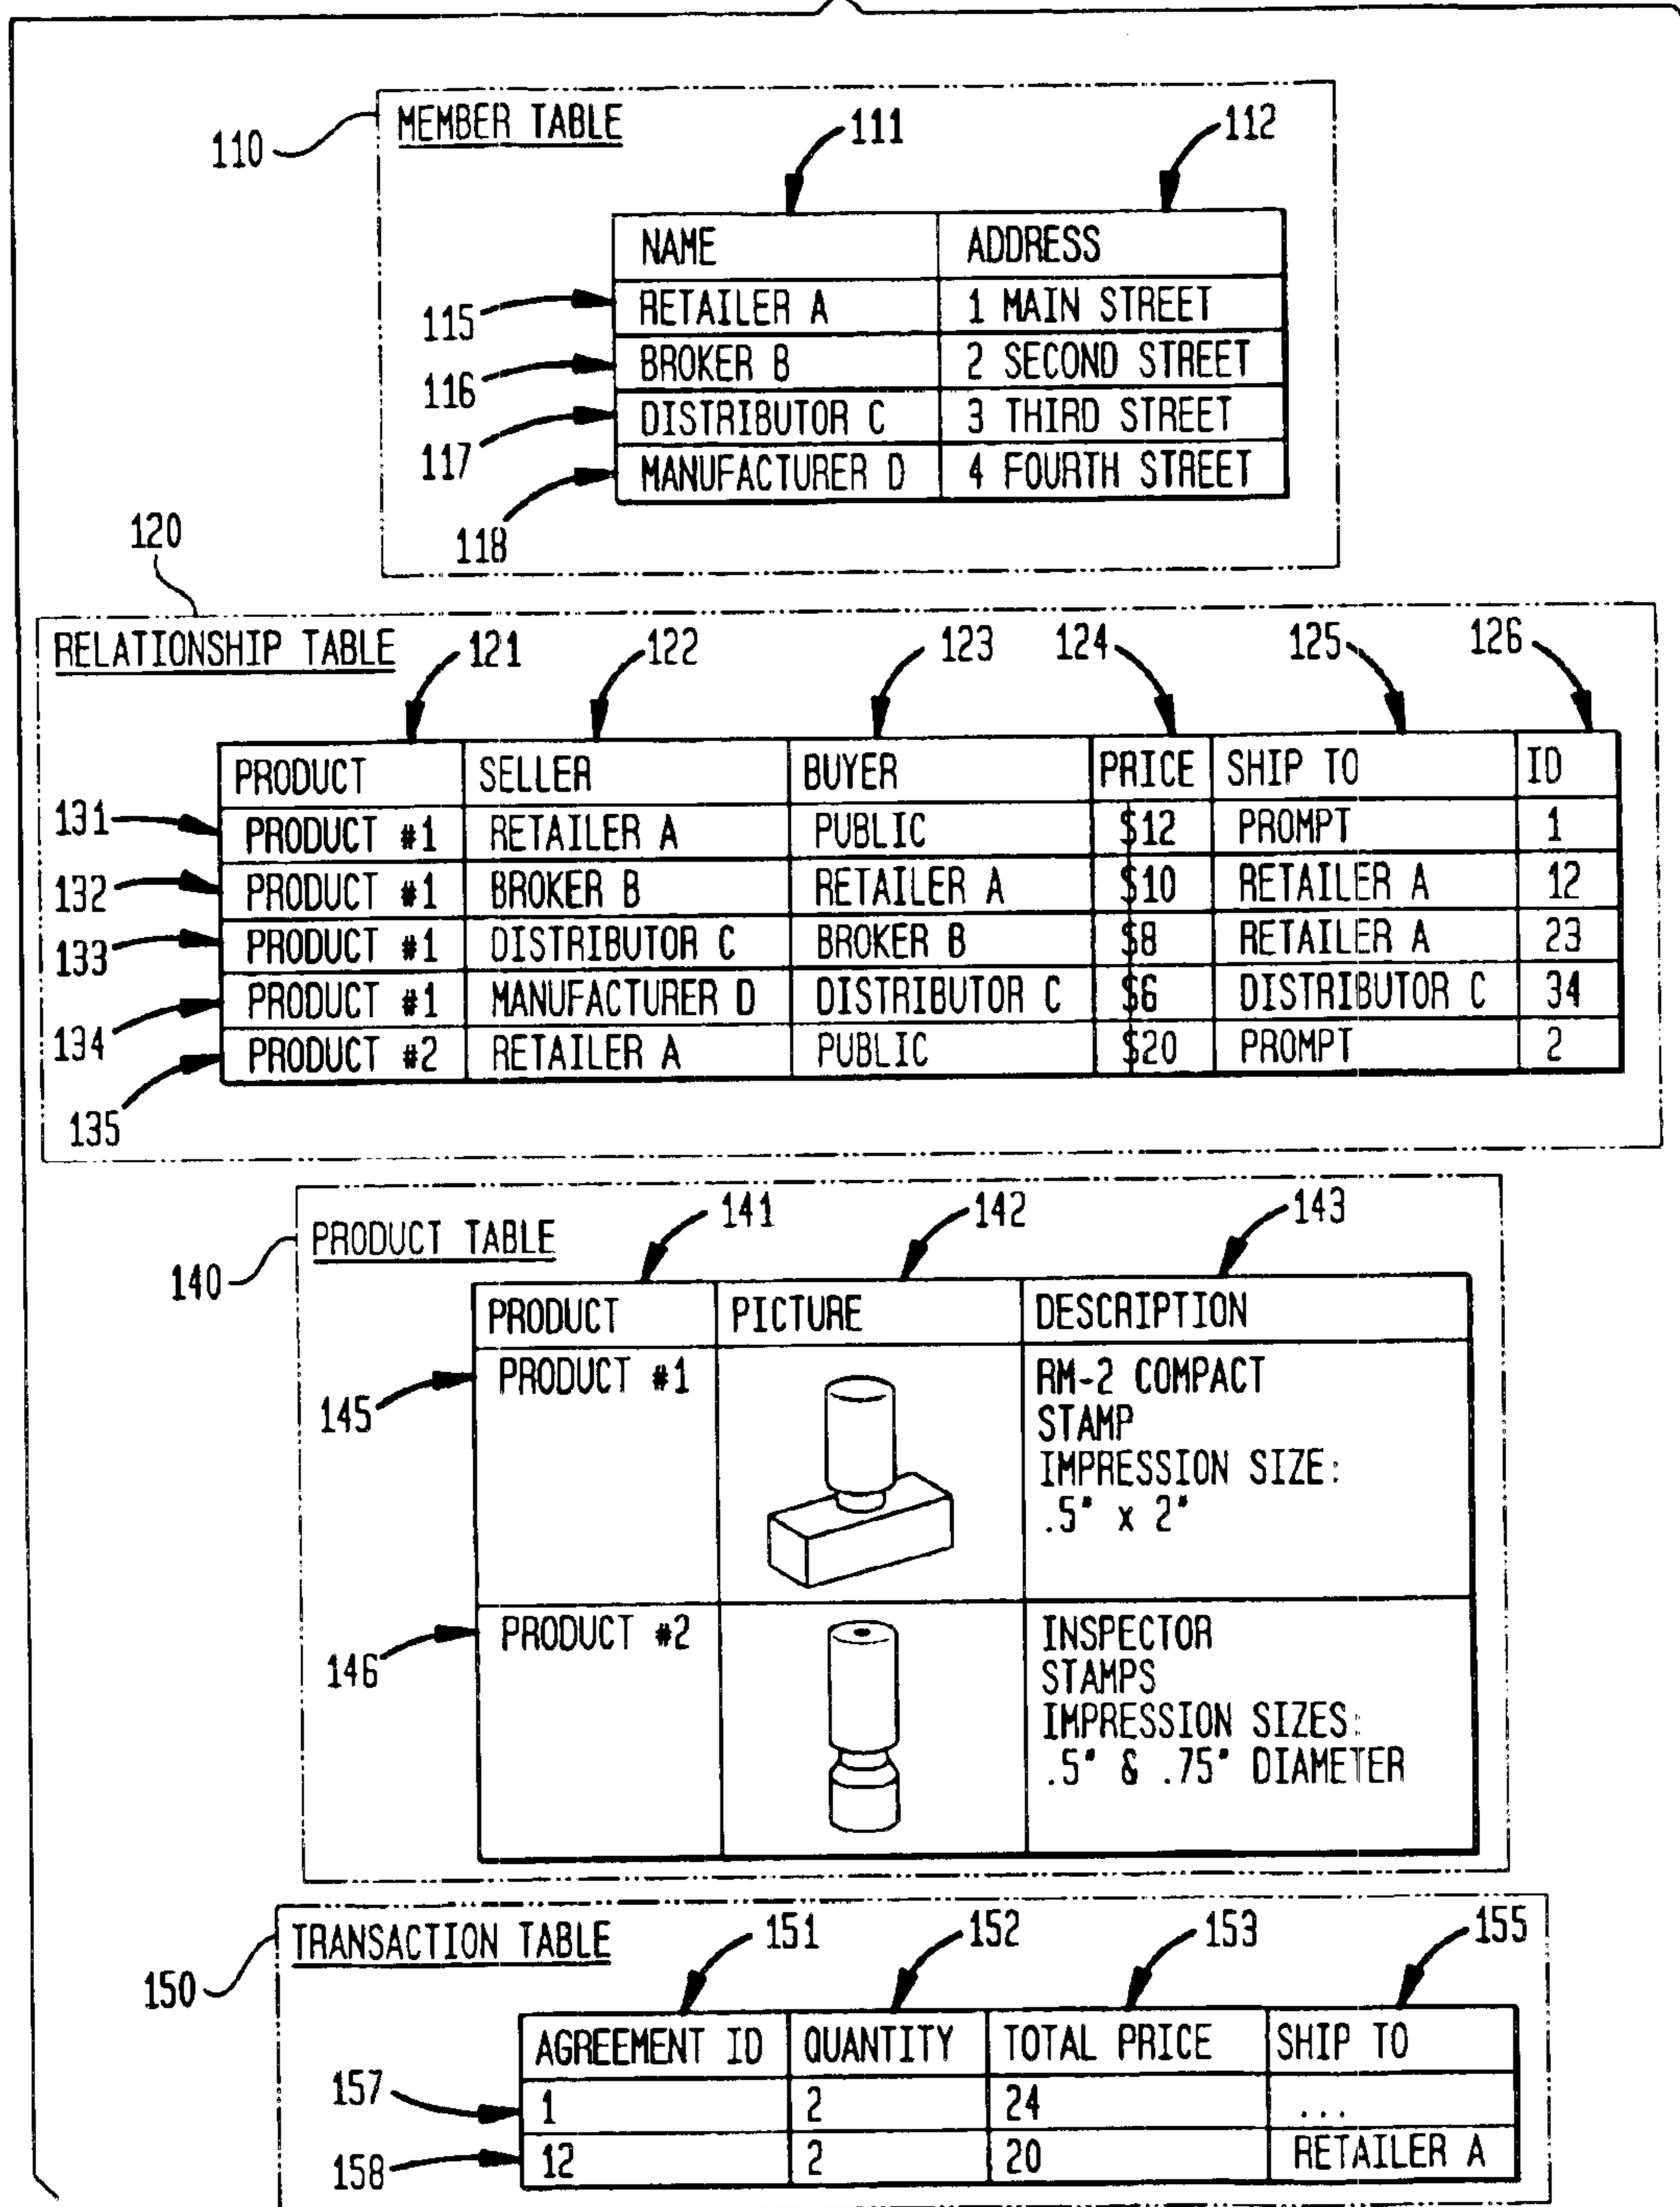 110
MEMBER TABLE
111
112
NAME ADDRESS
115 RETAILER A 1 MAIN STREET
116 BROKER B 2 SECOND STREET
117 DISTRIBUTOR C 3 THIRD STREET
118 MANUFACTURER D 4 FOURTH STREET
120
RELATIONSHIP TABLE 121 122 123 124 125 126
PRODUCT SELLER BUYER PRICE SHIP TO ID
131 PRODUCT #1 RETAILER A PUBLIC $12 PROMPT 1
132 PRODUCT #1 BROKER B RETAILER A $10 RETAILER A 12
133 PRODUCT #1 DISTRIBUTOR C BROKER B $8 RETAILER A 23
134 PRODUCT #1 MANUFACTURER D DISTRIBUTOR C $6 DISTRIBUTOR C 34
135 PRODUCT #2 RETAILER A PUBLIC $20 PROMPT 2
140
PRODUCT TABLE 141 142 143
PRODUCT PICTURE DESCRIPTION
145 PRODUCT #1 RM-2 COMPACT
STAMP
IMPRESSION SIZE:
.5" x 2"
146 PRODUCT #2 INSPECTOR
STAMPS
IMPRESSION SIZES:
.5" & .75" DIAMETER
150
TRANSACTION TABLE 151 152 153 155
AGREEMENT ID QUANTITY TOTAL PRICE SHIP TO
157 1 2 24 ...
158 12 2 20 RETAILER A